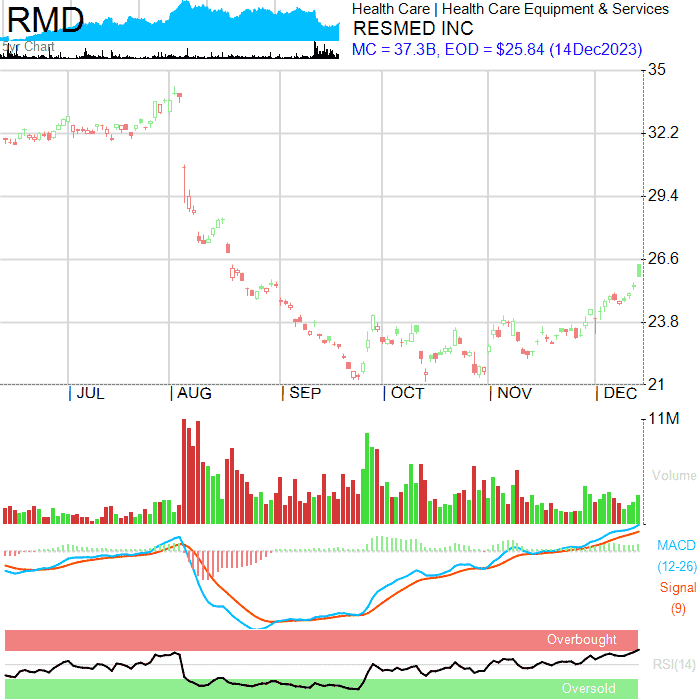 RMD
5yr Chart
Health Care | Health Care Equipment & Services
RESMED INC
MC = 37.3B, EOD = $25.84 (14Dec2023)
35
32.2
29.4
26.6
23.8
21
JUL
AUG
SEP
OCT
NOV
DEC
11M
Volume
MACD
(12-26)
Signal
(9)
Overbought
RSI(14)
Oversold